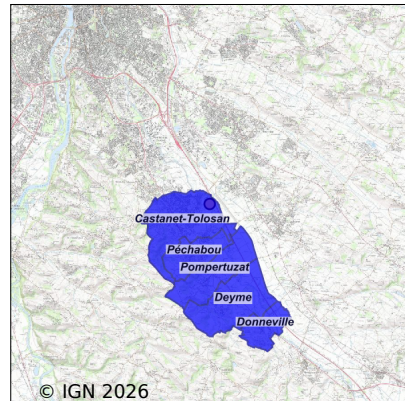 Castanet-Tolosan
Péchabou
Pompertuzat
Deyme
Donneville
© IGN 2026